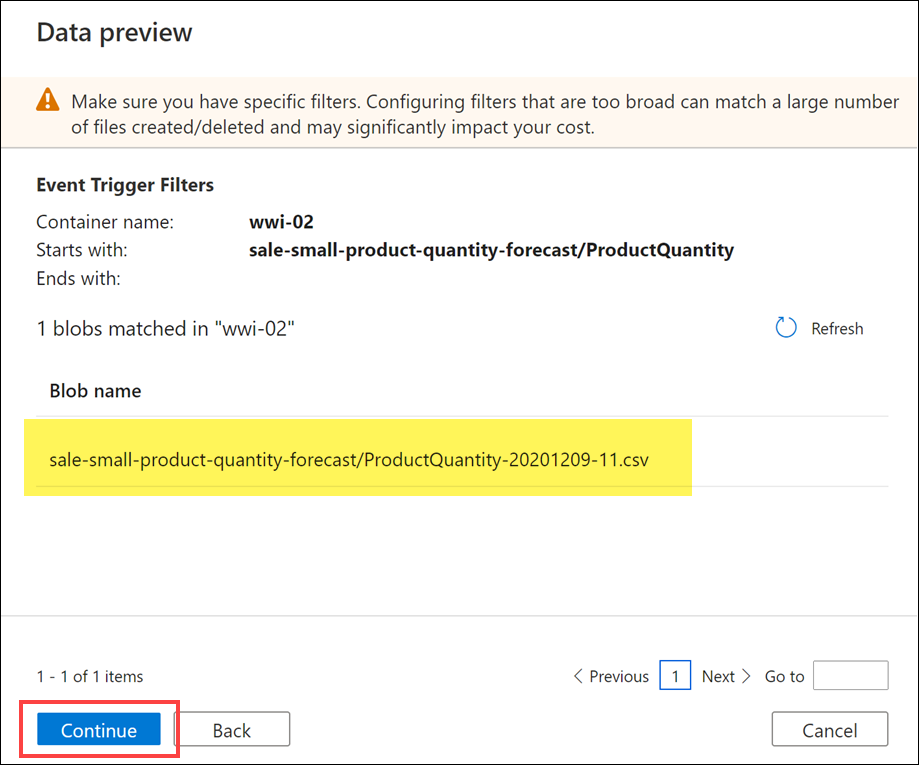 Data preview
Make sure you have specific filters. Configuring filters that are too broad can match a large number
of files created/deleted and may significantly impact your cost.
Event Trigger Filters
Container name: wwi-02
Starts with: sale-small-product-quantity-forecast/ProductQuantity
Ends with:
1 blobs matched in "wwi-02" Refresh
Blob name
sale-small-product-quantity-forecast/ProductQuantity-20201209-11.csv
1 - 1 of 1 items Previous 1 Next Go to
Continue Back Cancel